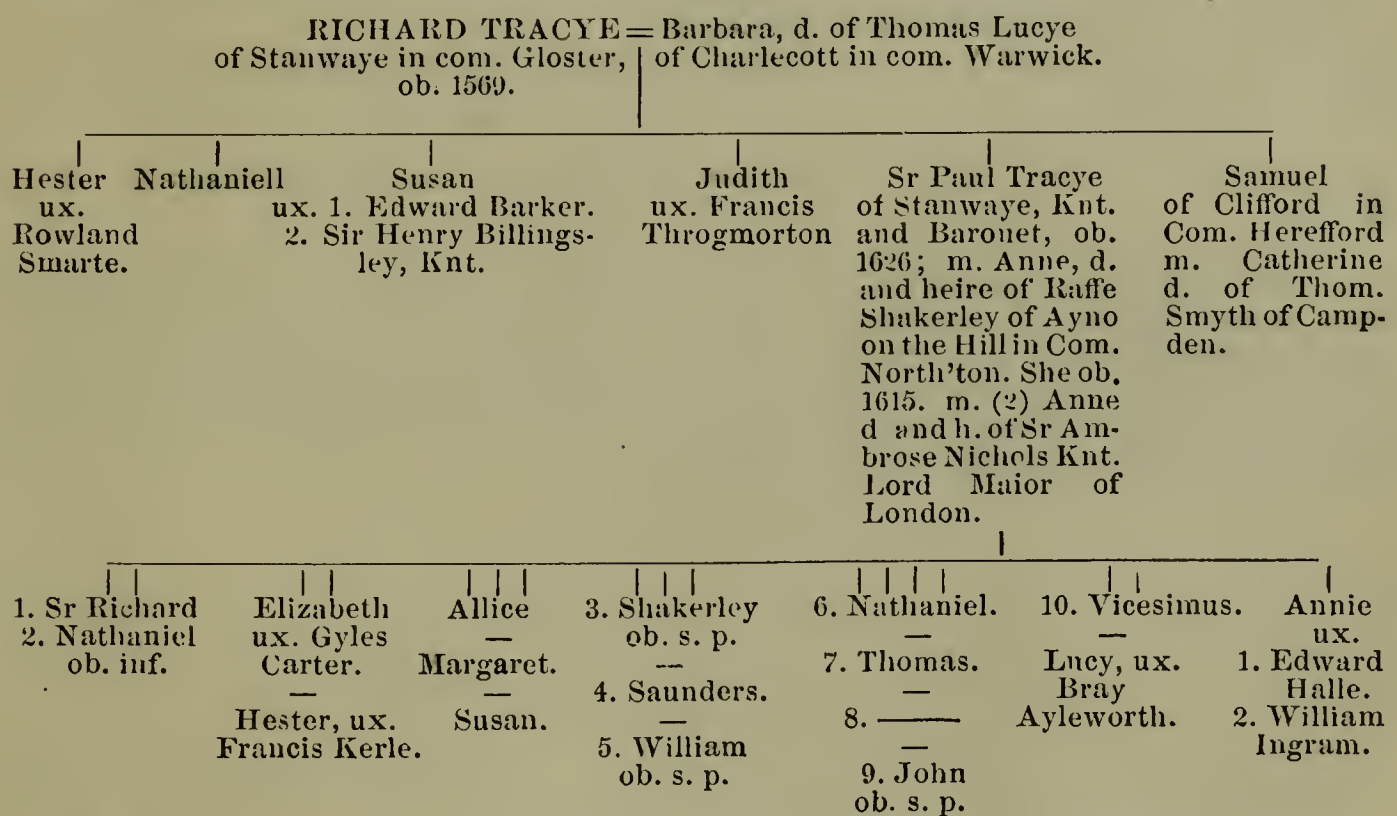 RICHARD TRACYE = Barbara, d. of Thomas Lucye
of Stanwaye in com. Gloster, of Charlecott in com. Warwick.
ob. 1569.
Hester
ux.
Rowland
Smarte.
Nathaniell
Susan
ux. 1. Edward Barker.
2. Sir Henry Billings-
ley, Knt.
Judith
ux. Francis
Throgmorton
Sr Paul Tracye
of Stanwaye, Knt.
and Baronet, ob.
1626; m. Anne, d.
and heire of Raffe
Shakerley of Ayno
on the Hill in Com.
North'ton. She ob.
1615. m. (2) Anne
d and h. of Sr Am-
brose Nichols Knt.
Lord Maior of
London.
Samuel
of Clifford in
Com. Herefford
m. Catherine
d. of Thom.
Smyth of Camp-
den.
1. Sr Richard
2. Nathaniel
ob. inf.
Elizabeth
ux. Gyles
Carter.
—
Hester, ux.
Francis Kerle.
Allice
—
Margaret.
—
Susan.
3. Shakerley
ob. s. p.
—
4. Saunders.
—
5. William
ob. s. p.
6. Nathaniel.
—
7. Thomas.
—
8. ——
—
9. John
ob. s. p.
10. Vicesimus.
—
Lucy, ux.
Bray
Ayleworth.
Annie
ux.
1. Edward
Halle.
2. William
Ingram.